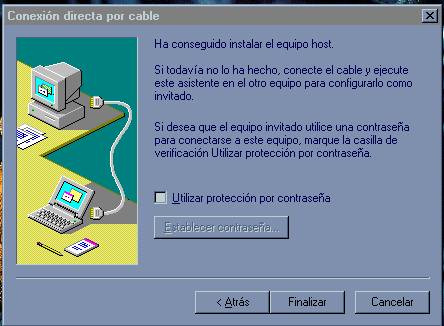 Conexión directa por cable
Ha conseguido instalar el equipo host.
Si todavía no lo ha hecho, conecte el cable y ejecute
este asistente en el otro equipo para configurarlo como
invitado.
Si desea que el equipo invitado utilice una contraseña
para conectarse a este equipo, marque la casilla de
verificación Utilizar protección por contraseña.
Utilizar protección por contraseña
Establecer contraseña...
< Atrás
Finalizar
Cancelar